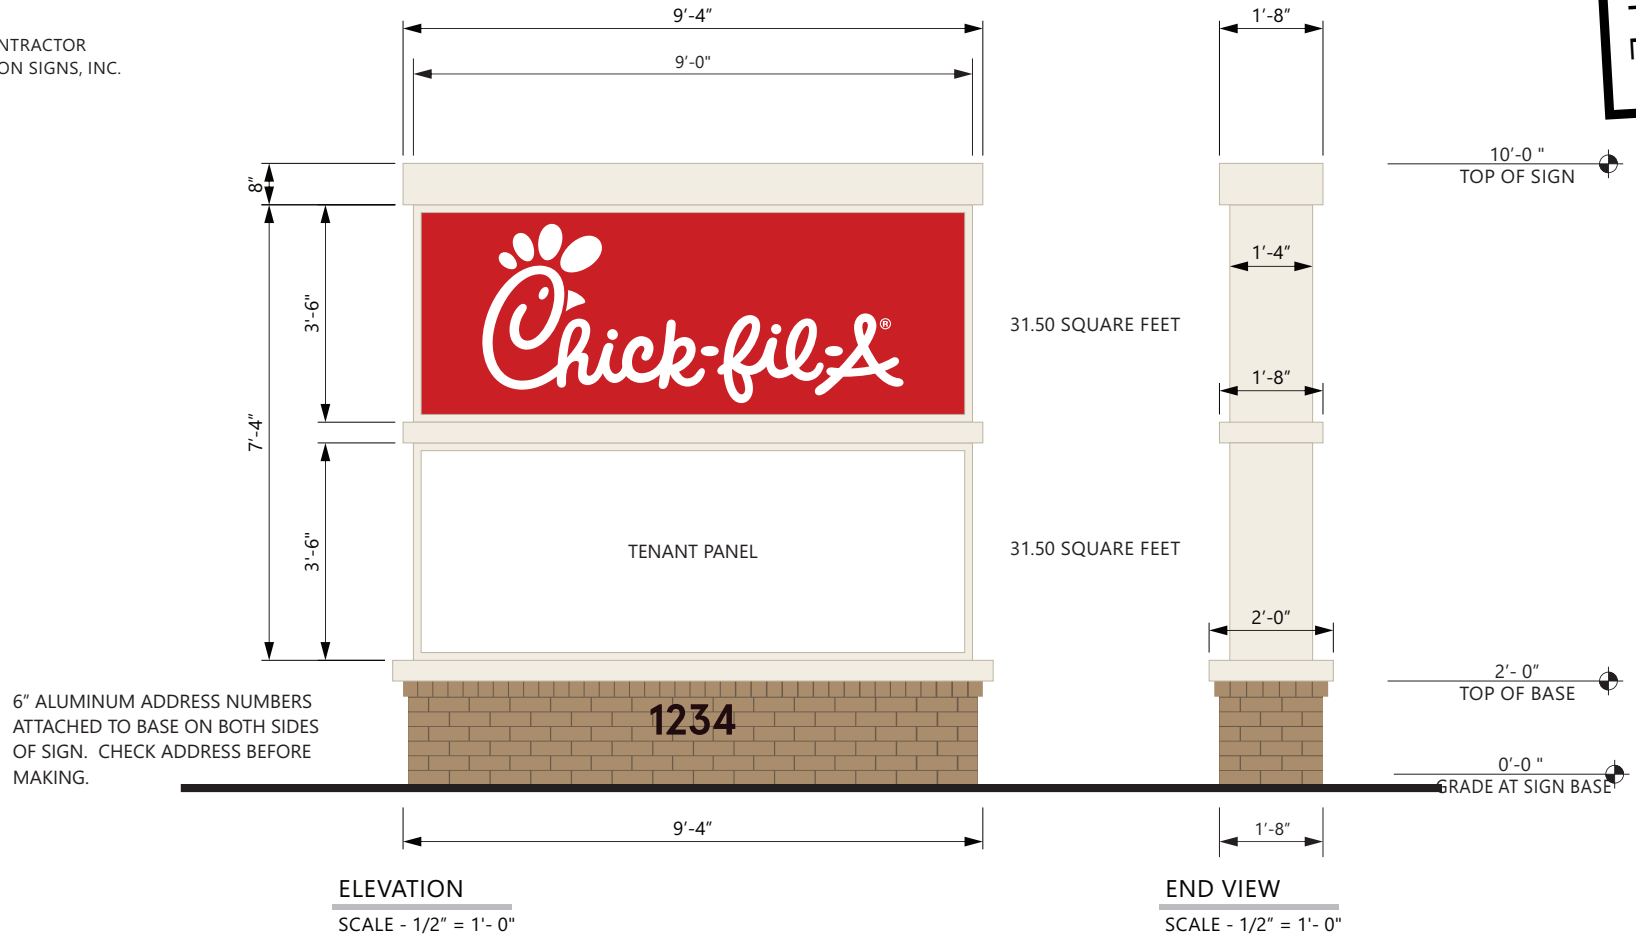 9'-4"
1'-8"
NTRACTOR
ON SIGNS, INC.
9'-0"
8"
10'-0 "
TOP OF SIGN
3'-6"
7'-4"
Chick-fil-A®
31.50 SQUARE FEET
1'-4"
1'-8"
3'-6"
TENANT PANEL
31.50 SQUARE FEET
2'-0"
2'- 0"
TOP OF BASE
6" ALUMINUM ADDRESS NUMBERS
ATTACHED TO BASE ON BOTH SIDES
OF SIGN.  CHECK ADDRESS BEFORE
MAKING.
1234
0'-0 "
GRADE AT SIGN BASE
9'-4"
1'-8"
ELEVATION
SCALE - 1/2" = 1'- 0"
END VIEW
SCALE - 1/2" = 1'- 0"